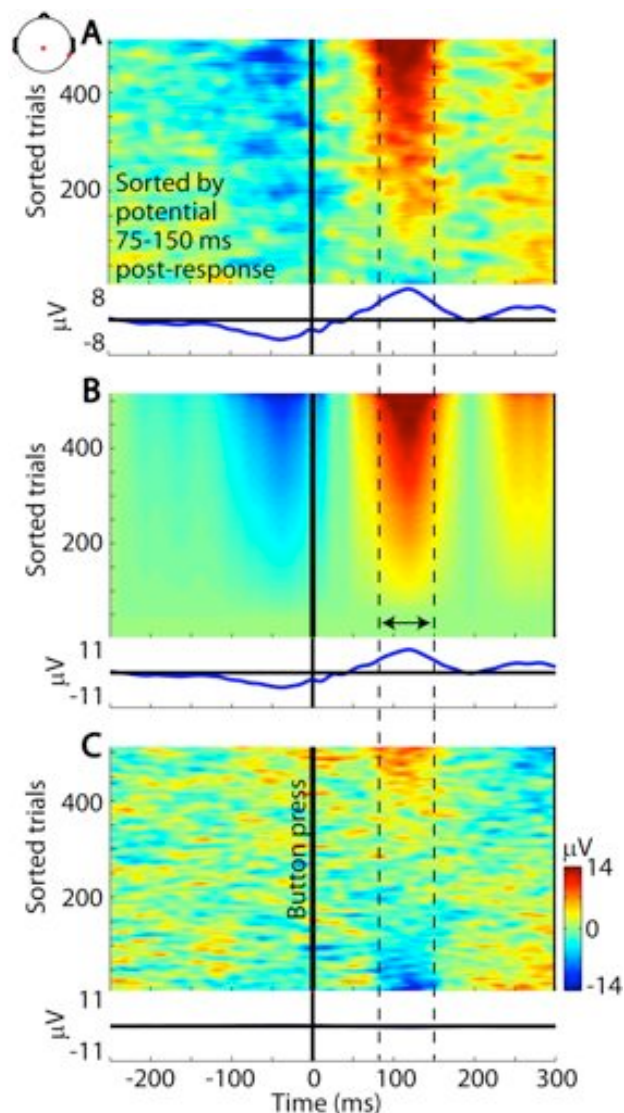 A
Sorted trials
400
200
Sorted by
potential
75-150 ms
post-response
μV
8
-8
B
Sorted trials
400
200
μV
11
-11
C
Sorted trials
400
200
Button press
μV
14
0
-14
μV
11
-11
-200 -100 0 100 200 300
Time (ms)